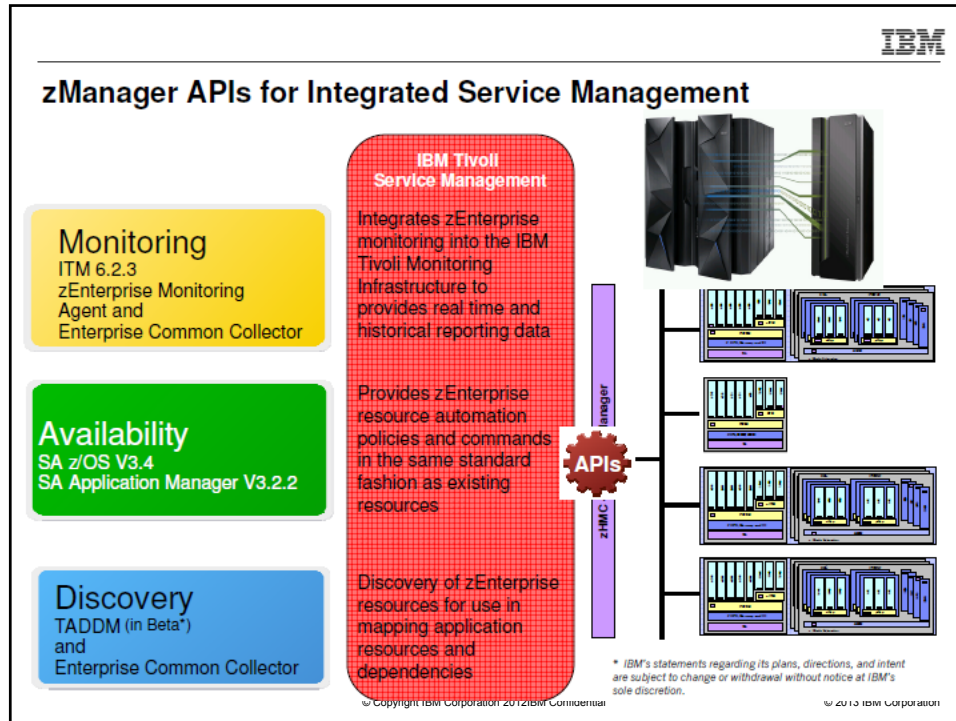 IBM
zManager APIs for Integrated Service Management
IBM Tivoli
Service Management
Monitoring
ITM 6.2.3
zEnterprise Monitoring
Agent and
Enterprise Common Collector
Integrates zEnterprise
monitoring into the IBM
Tivoli Monitoring
Infrastructure to
provides real time and
historical reporting data
Availability
SA z/OS V3.4
SA Application Manager V3.2.2
Provides zEnterprise
resource automation
policies and commands
in the same standard
fashion as existing
resources
Discovery
TADDM (in Beta*)
and
Enterprise Common Collector
Discovery of zEnterprise
resources for use in
mapping application
resources and
dependencies
zHMC
APIs
* IBM's statements regarding its plans, directions, and intent
are subject to change or withdrawal without notice at IBM's
sole discretion.
© Copyright IBM Corporation 2012IBM Confidential
© 2013 IBM Corporation